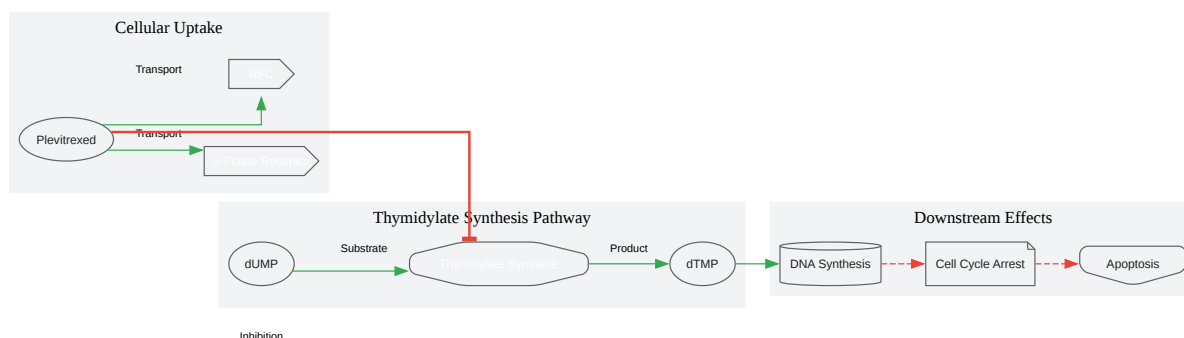 Cellular Uptake
Transport
RFC
Plevitrexed
Transport
α-Folate Receptor
Thymidylate Synthesis Pathway
Downstream Effects
dUMP
Substrate
Thymidylate Synthase
Product
dTMP
DNA Synthesis
Cell Cycle Arrest
Apoptosis
Inhibition